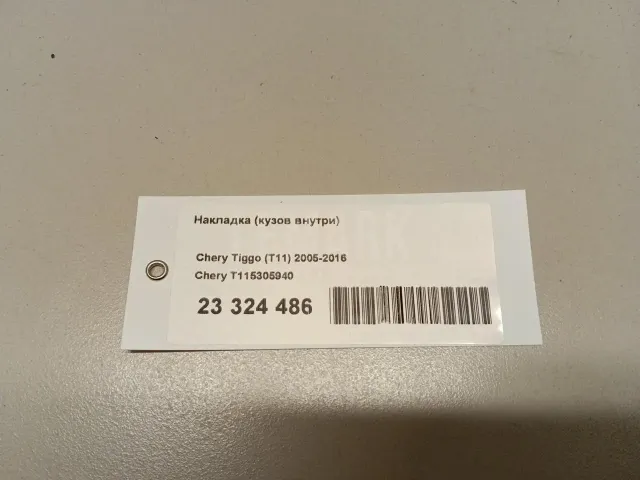 Накладка (кузов внутри)
Chery Tiggo (T11) 2005-2016
Chery T115305940
23 324 486